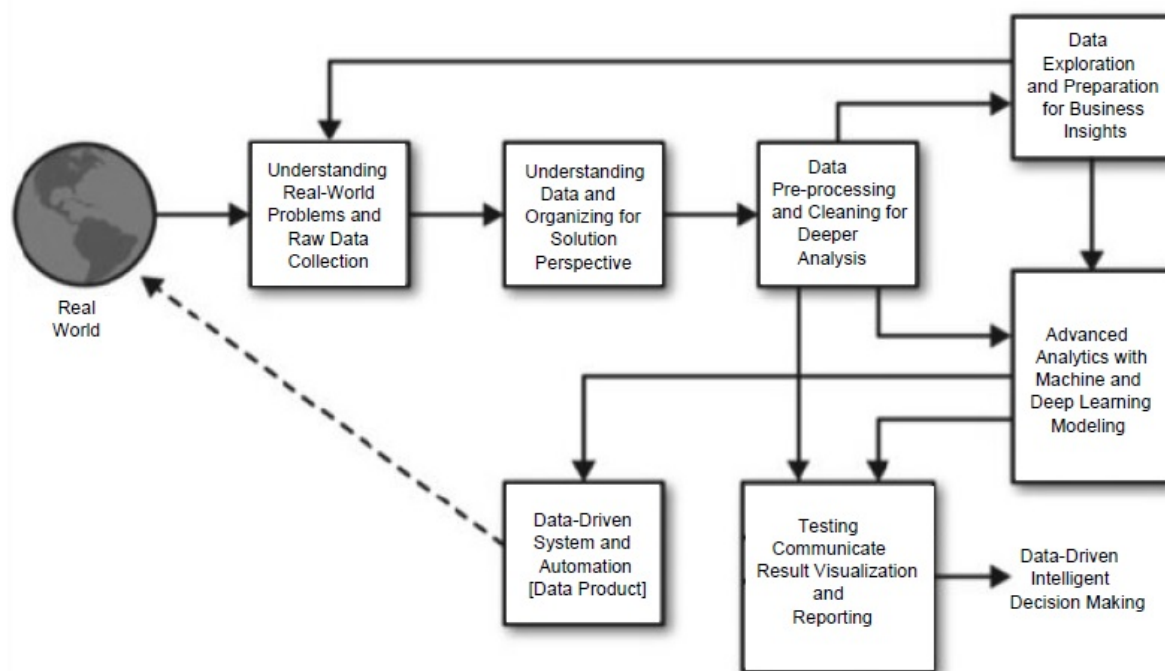 Data
Exploration
and Preparation
for Business
Insights
Understanding
Real-World
Problems and
Raw Data
Collection
Understanding
Data and
Organizing for
Solution
Perspective
Data
Pre-processing
and Cleaning for
Deeper
Analysis
Real
World
Advanced
Analytics with
Machine and
Deep Learning
Modeling
Data-Driven
System and
Automation
[Data Product]
Testing
Communicate
Result Visualization
and
Reporting
Data-Driven
Intelligent
Decision Making